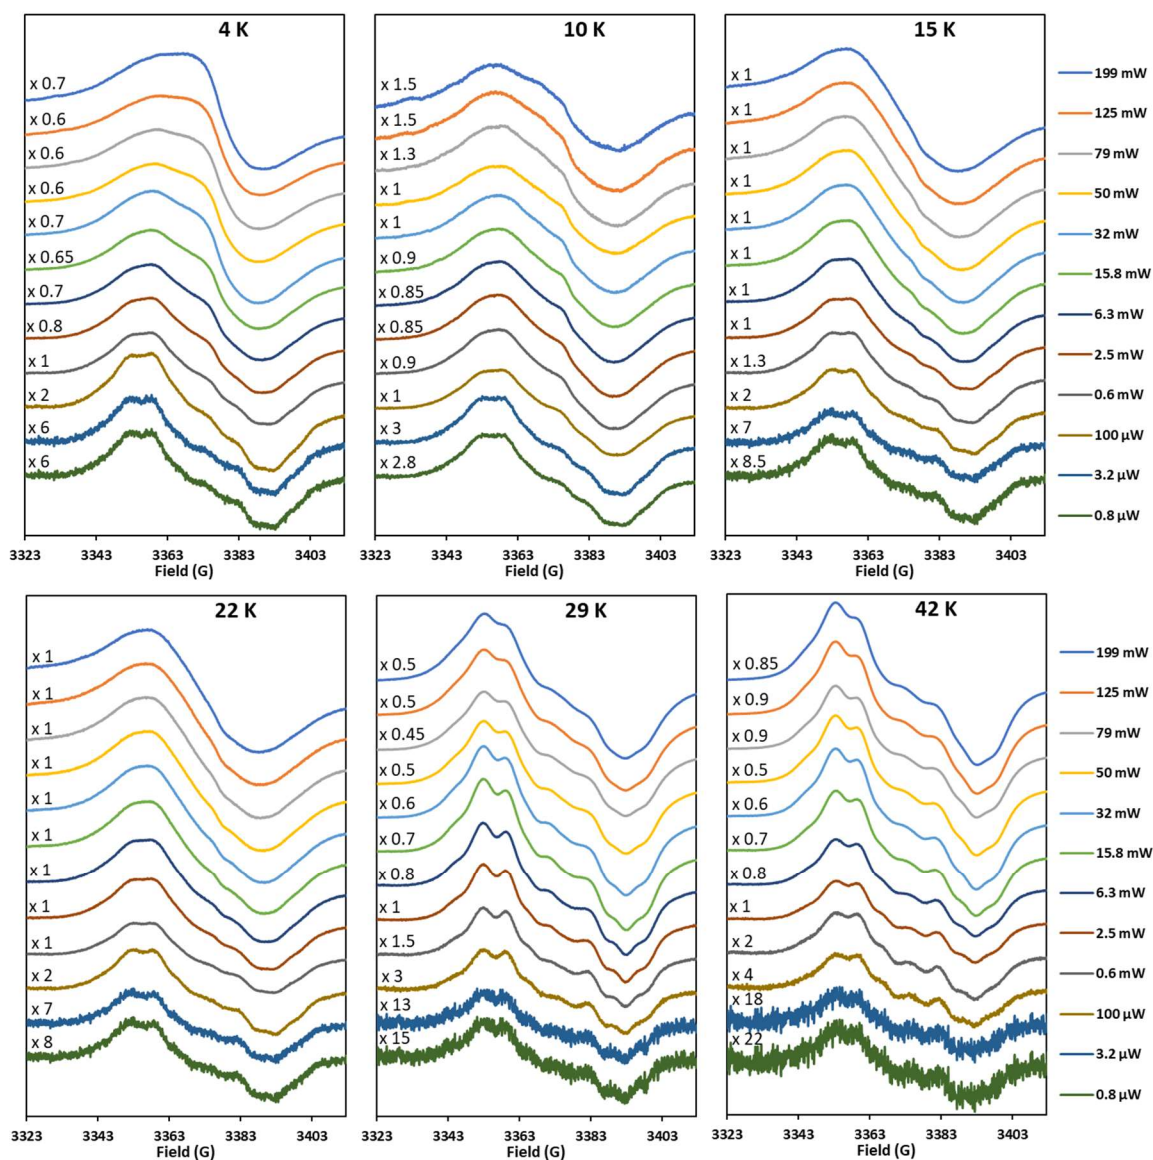 4 K
x 0.7
x 0.6
x 0.6
x 0.6
x 0.7
x 0.65
x 0.7
x 0.8
x 1
x 2
x 6
x 6
3323 3343 3363 3383 3403
Field (G)
10 K
x 1.5
x 1.5
x 1.3
x 1
x 1
x 0.9
x 0.85
x 0.85
x 0.9
x 1
x 3
x 2.8
3323 3343 3363 3383 3403
Field (G)
15 K
x 1
x 1
x 1
x 1
x 1
x 1
x 1
x 1
x 1.3
x 2
x 7
x 8.5
3323 3343 3363 3383 3403
Field (G)
199 mW
125 mW
79 mW
50 mW
32 mW
15.8 mW
6.3 mW
2.5 mW
0.6 mW
100 µW
3.2 µW
0.8 µW
22 K
x 1
x 1
x 1
x 1
x 1
x 1
x 1
x 1
x 1
x 2
x 7
x 8
3323 3343 3363 3383 3403
Field (G)
29 K
x 0.5
x 0.5
x 0.45
x 0.5
x 0.6
x 0.7
x 0.8
x 1
x 1.5
x 3
x 13
x 15
3323 3343 3363 3383 3403
Field (G)
42 K
x 0.85
x 0.9
x 0.9
x 0.5
x 0.6
x 0.7
x 0.8
x 1
x 2
x 4
x 18
x 22
3323 3343 3363 3383 3403
Field (G)
199 mW
125 mW
79 mW
50 mW
32 mW
15.8 mW
6.3 mW
2.5 mW
0.6 mW
100 µW
3.2 µW
0.8 µW